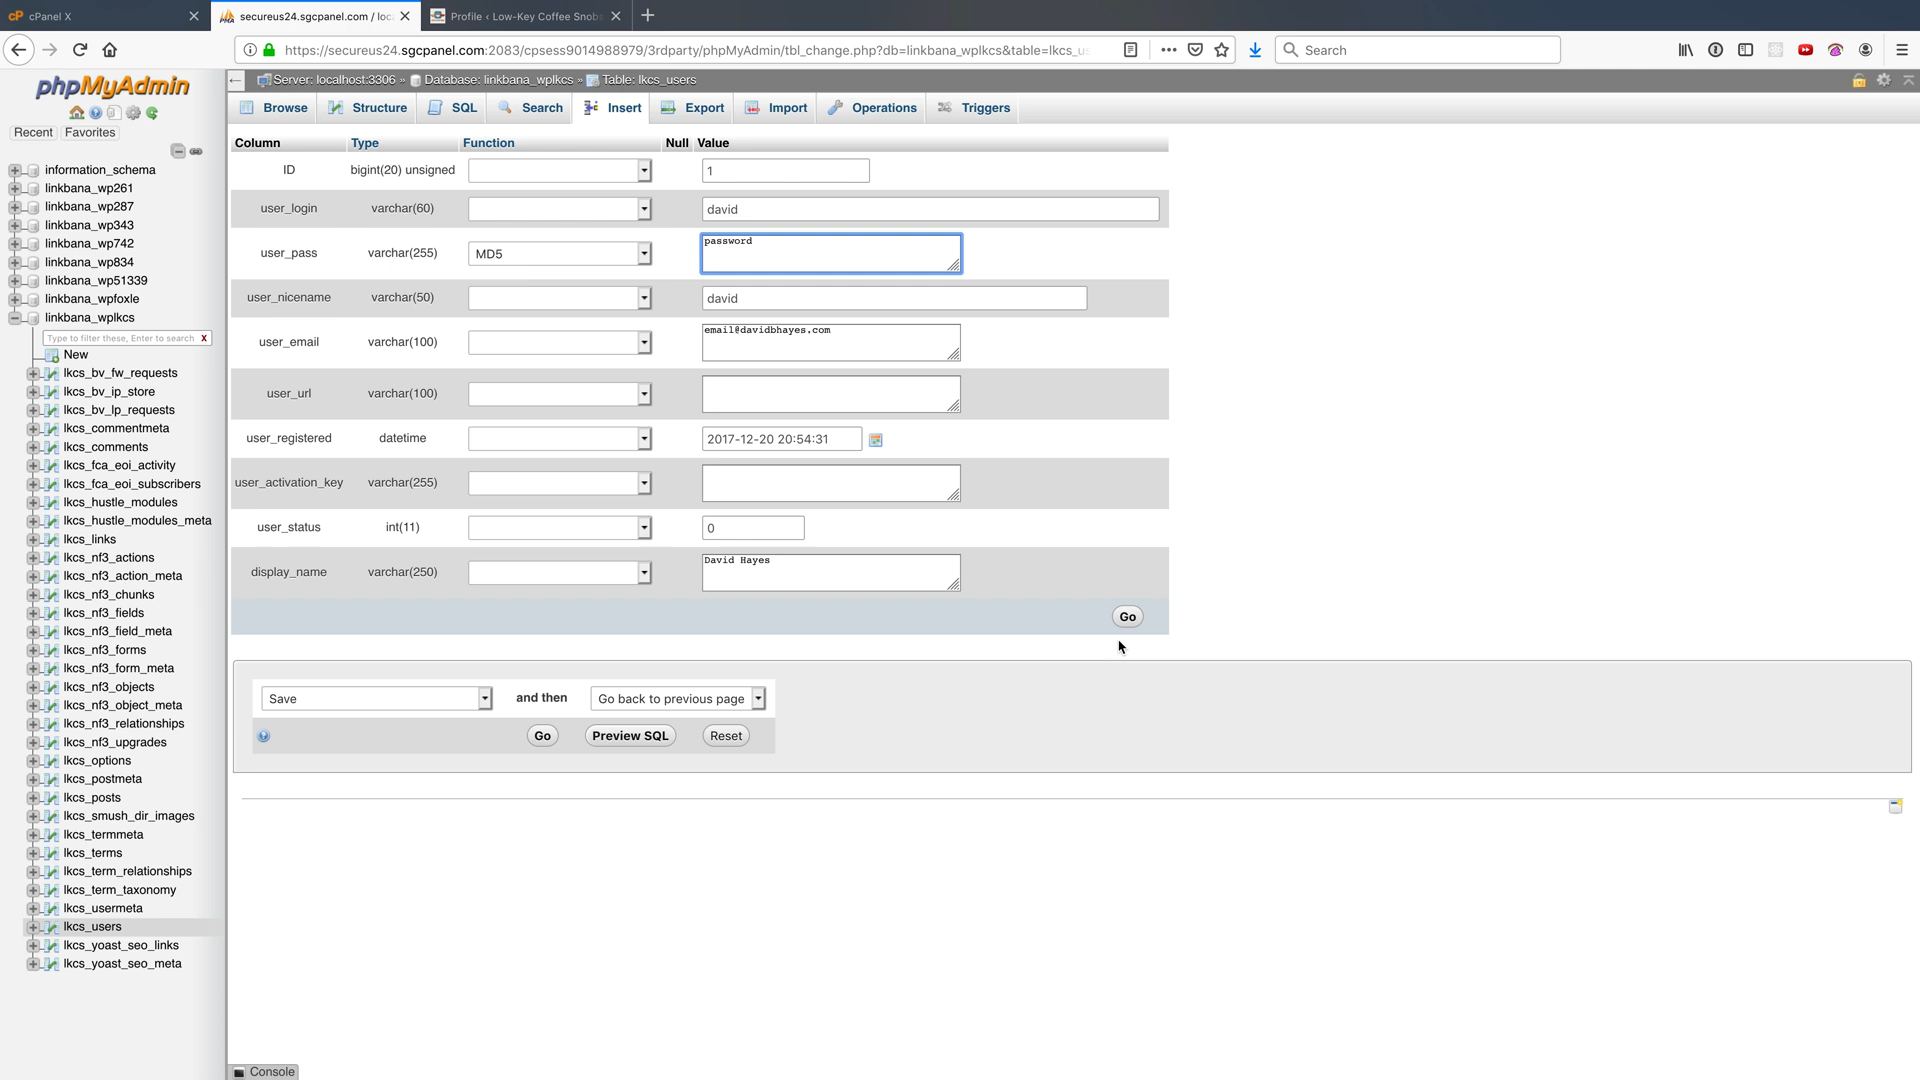 cPanel X
secureus24.sgcpanel.com / loc
Profile ‹ Low-Key Coffee Snobs
https://secureus24.sgcpanel.com:2083/cpsess9014988979/3rdparty/phpMyAdmin/tbl_change.php?db=linkbana_wplkcs&table=lkcs_us
Search
phpMyAdmin
Recent
Favorites
information_schema
linkbana_wp261
linkbana_wp287
linkbana_wp343
linkbana_wp742
linkbana_wp834
linkbana_wp51339
linkbana_wpfoxle
linkbana_wplkcs
Type to filter these, Enter to search X
New
lkcs_bv_fw_requests
lkcs_bv_ip_store
lkcs_bv_lp_requests
lkcs_commentmeta
lkcs_comments
lkcs_fca_eoi_activity
lkcs_fca_eoi_subscribers
lkcs_hustle_modules
lkcs_hustle_modules_meta
lkcs_links
lkcs_nf3_actions
lkcs_nf3_action_meta
lkcs_nf3_chunks
lkcs_nf3_fields
lkcs_nf3_field_meta
lkcs_nf3_forms
lkcs_nf3_form_meta
lkcs_nf3_objects
lkcs_nf3_object_meta
lkcs_nf3_relationships
lkcs_nf3_upgrades
lkcs_options
lkcs_postmeta
lkcs_posts
lkcs_smush_dir_images
lkcs_termmeta
lkcs_terms
lkcs_term_relationships
lkcs_term_taxonomy
lkcs_usermeta
lkcs_users
lkcs_yoast_seo_links
lkcs_yoast_seo_meta
Server: localhost:3306 » Database: linkbana_wplkcs » Table: lkcs_users
Browse Structure SQL Search Insert Export Import Operations Triggers
Column Type Function Null Value
ID bigint(20) unsigned 1
user_login varchar(60) david
user_pass varchar(255) MD5 password
user_nicename varchar(50) david
user_email varchar(100) email@davidbhayes.com
user_url varchar(100)
user_registered datetime 2017-12-20 20:54:31
user_activation_key varchar(255)
user_status int(11) 0
display_name varchar(250) David Hayes
Go
Save and then Go back to previous page
Go Preview SQL Reset
Console